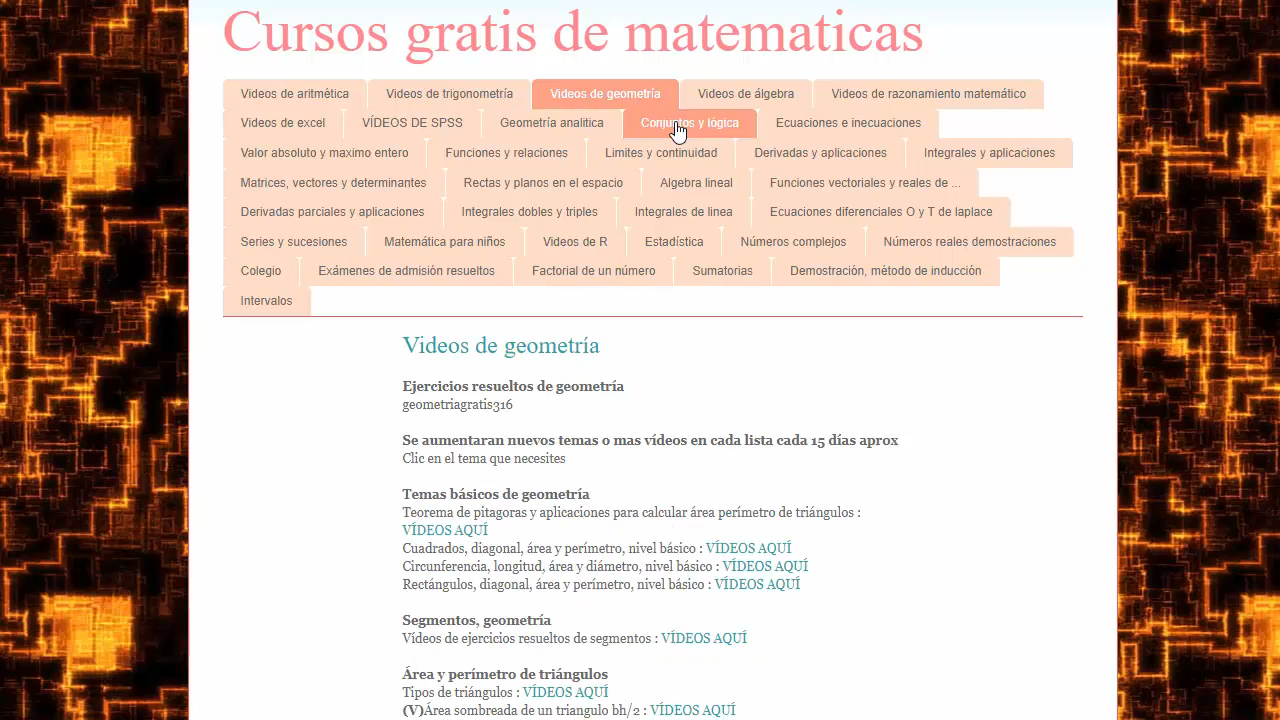 Cursos gratis de matematicas
Videos de aritmética Videos de trigonometría Videos de geometría Videos de álgebra Videos de razonamiento matemático
Videos de excel VÍDEOS DE SPSS Geometría analitica Conjuntos y lógica Ecuaciones e inecuaciones
Valor absoluto y maximo entero Funciones y relaciones Limites y continuidad Derivadas y aplicaciones Integrales y aplicaciones
Matrices, vectores y determinantes Rectas y planos en el espacio Algebra lineal Funciones vectoriales y reales de ...
Derivadas parciales y aplicaciones Integrales dobles y triples Integrales de linea Ecuaciones diferenciales O y T de laplace
Series y sucesiones Matemática para niños Videos de R Estadística Números complejos Números reales demostraciones
Colegio Exámenes de admisión resueltos Factorial de un número Sumatorias Demostración, método de inducción
Intervalos
Videos de geometría
Ejercicios resueltos de geometría
geometriagratis316
Se aumentaran nuevos temas o mas vídeos en cada lista cada 15 días aprox
Clic en el tema que necesites
Temas básicos de geometría
Teorema de pitagoras y aplicaciones para calcular área perímetro de triángulos :
VÍDEOS AQUÍ
Cuadrados, diagonal, área y perímetro, nivel básico : VÍDEOS AQUÍ
Circunferencia, longitud, área y diámetro, nivel básico : VÍDEOS AQUÍ
Rectángulos, diagonal, área y perímetro, nivel básico : VÍDEOS AQUÍ
Segmentos, geometría
Vídeos de ejercicios resueltos de segmentos : VÍDEOS AQUÍ
Área y perímetro de triángulos
Tipos de triángulos : VÍDEOS AQUÍ
(V)Área sombreada de un triangulo bh/2 : VÍDEOS AQUÍ